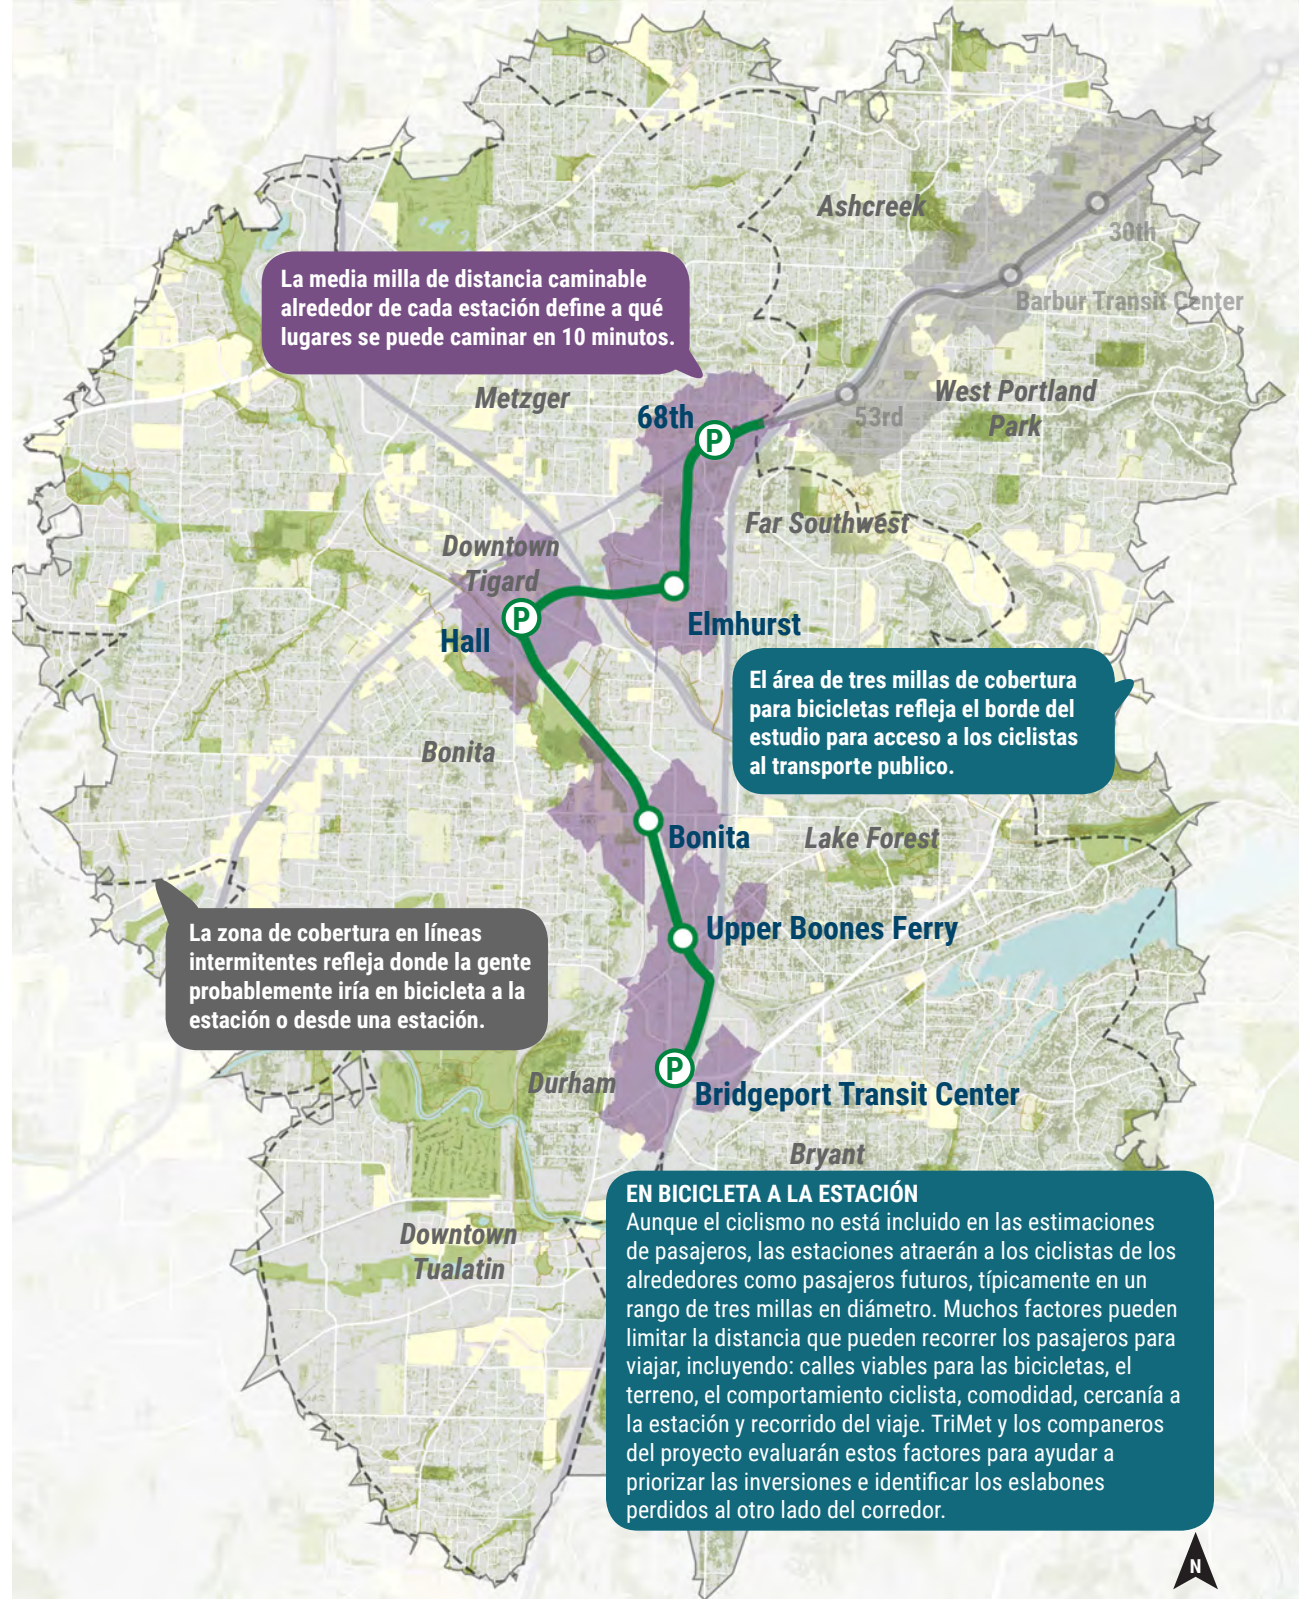 Ashcreek
30th
La media milla de distancia caminable
alrédedor de cada estación define a qué
lugares se puede caminar en 10 minutos.
Barbur Transit Center
Metzger
68th
P
53rd
West Portland
Park
Far Southwest
Downtown
Tigard
P
Hall
Elmhurst
El área de tres millas de cobertura
para bicicletas refleja el borde del
estudio para acceso a los ciclistas
al transporte publico.
Bonita
Bonita
Lake Forest
La zona de cobertura en líneas
intermitentes refleja donde la gente
probablemente iría en bicicleta a la
estación o desde una estación.
Upper Boones Ferry
P
Durham
Bridgeport Transit Center
Bryant
Downtown
Tualatin
EN BICICLETA A LA ESTACIÓN
Aunque el ciclismo no está incluido en las estimaciones
de pasajeros, las estaciones atraerán a los ciclistas de los
alrédedores como pasajeros futuros, típicamente en un
rango de tres millas en diámetro. Muchos factores pueden
limitar la distancia que pueden recorrer los pasajeros para
viajar, incluyendo: calles viables para las bicicletas, el
terreno, el comportamiento ciclista, comodidad, cercanía a
la estación y recorrido del viaje. TriMet y los companeros
del proyecto evaluarán estos factores para ayudar a
priorizar las inversiones e identificar los eslabones
perdidos al otro lado del corredor.
N